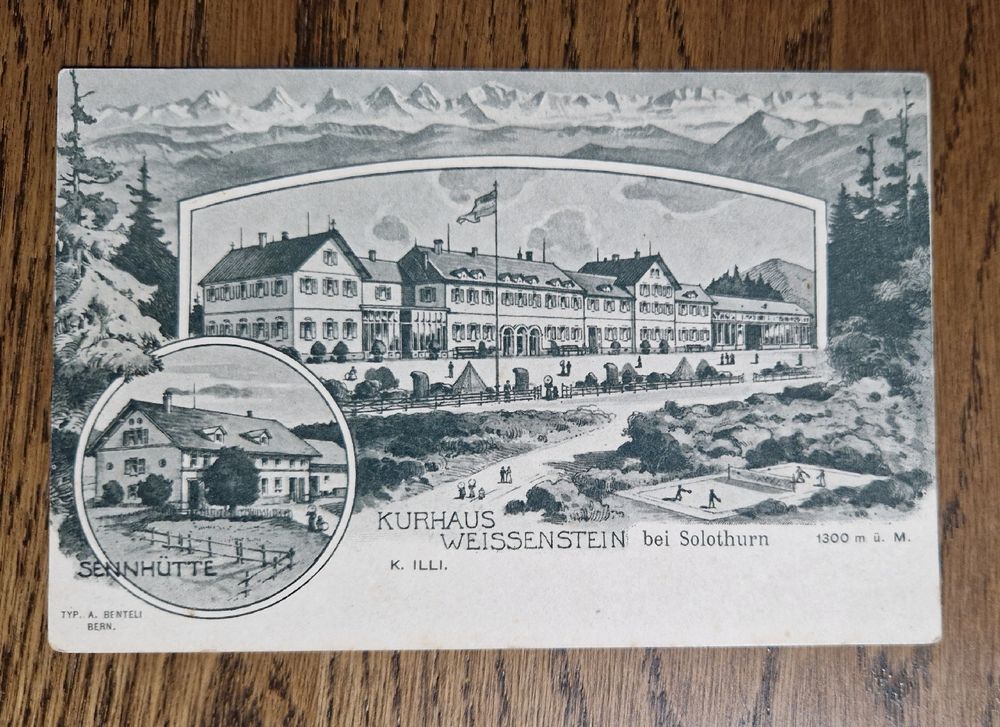 KURHAUS
WEISSENSTEIN bei Solothurn 1300 m ü. M.
K. ILLI.
SENNHÜTTE
TYP. A. BENTELI
BERN.